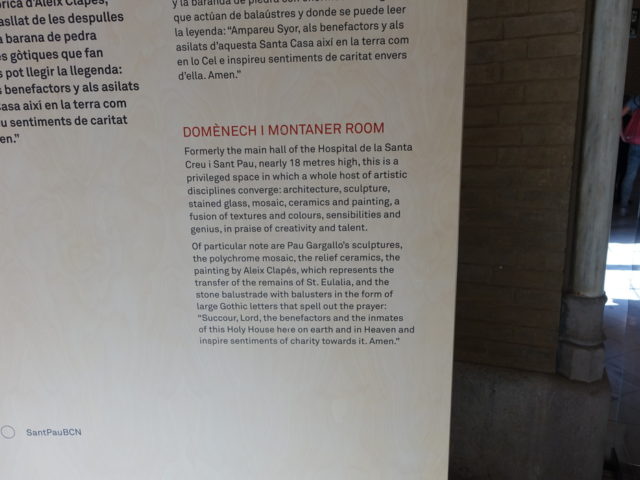 d'Aleix Clapés,
asllat de les despulles
a barana de pedra
es gòtiques que fan
s pot llegir la llegenda:
s benefactors y als asilats
Casa aixi en la terra com
u sentiments de caritat
en."
y la baranda de piedra con
que actúan de balaústres y donde se puede leer
la leyenda: "Ampareu Syor, als benefactors y als
asilats d'aquesta Santa Casa aixi en la terra com
en lo Cel e inspireu sentiments de caritat envers
d'ella. Amen."
DOMÈNECH I MONTANER ROOM
Formerly the main hall of the Hospital de la Santa
Creu i Sant Pau, nearly 18 metres high, this is a
privileged space in which a whole host of artistic
disciplines converge: architecture, sculpture,
stained glass, mosaic, ceramics and painting, a
fusion of textures and colours, sensibilities and
genius, in praise of creativity and talent.
Of particular note are Pau Gargallo's sculptures,
the polychrome mosaic, the relief ceramics, the
painting by Aleix Clapés, which represents the
transfer of the remains of St. Eulalia, and the
stone balustrade with balusters in the form of
large Gothic letters that spell out the prayer:
"Succour, Lord, the benefactors and the inmates
of this Holy House here on earth and in Heaven and
inspire sentiments of charity towards it. Amen."
SantPauBCN